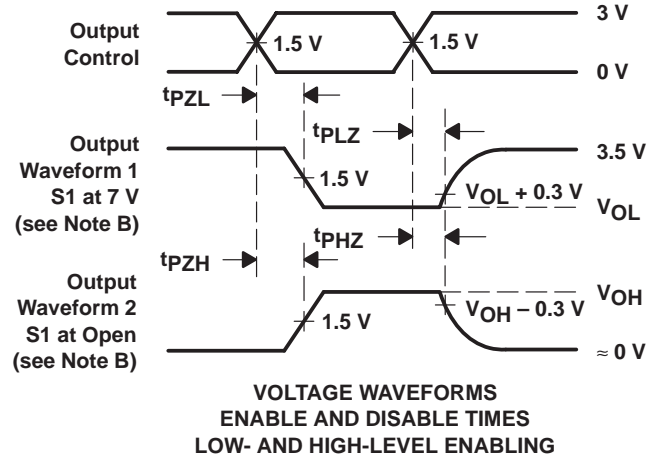 Output
Control
1.5 V
1.5 V
3 V
0 V
tPZL
tPLZ
Output
Waveform 1
S1 at 7 V
(see Note B)
1.5 V
3.5 V
VOL + 0.3 V
VOL
tPZH
tPHZ
Output
Waveform 2
S1 at Open
(see Note B)
1.5 V
VOH
VOH – 0.3 V
≈ 0 V
VOLTAGE WAVEFORMS
ENABLE AND DISABLE TIMES
LOW- AND HIGH-LEVEL ENABLING